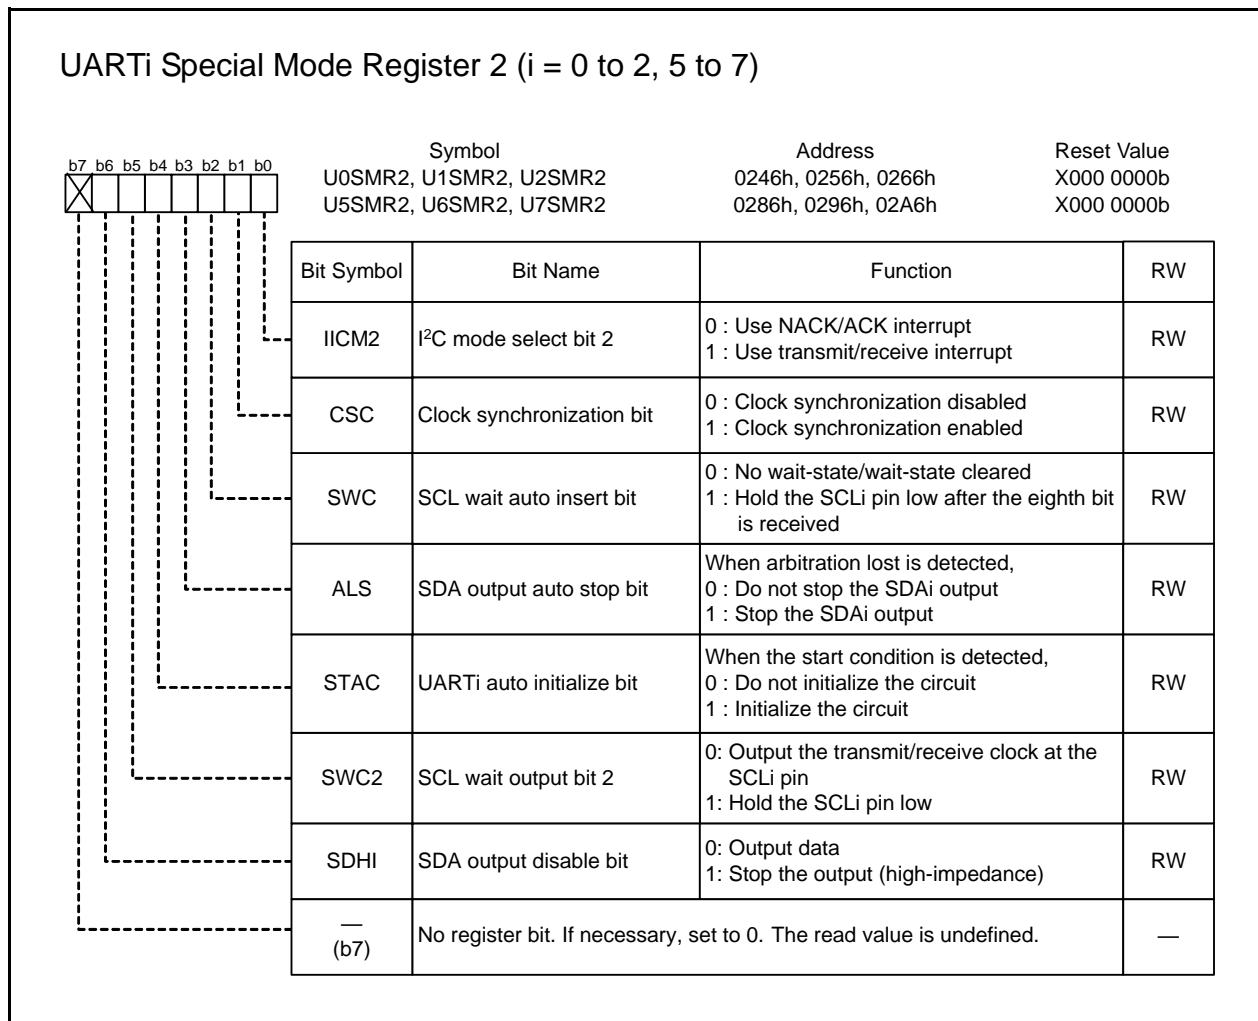 UARTi Special Mode Register 2 (i = 0 to 2, 5 to 7)
b7 b6 b5 b4 b3 b2 b1 b0
Symbol Address Reset Value
U0SMR2, U1SMR2, U2SMR2 0246h, 0256h, 0266h X000 0000b
U5SMR2, U6SMR2, U7SMR2 0286h, 0296h, 02A6h X000 0000b
Bit Symbol Bit Name Function RW
IICM2 I²C mode select bit 2 0 : Use NACK/ACK interrupt RW
1 : Use transmit/receive interrupt
CSC Clock synchronization bit 0 : Clock synchronization disabled RW
1 : Clock synchronization enabled
SWC SCL wait auto insert bit 0 : No wait-state/wait-state cleared RW
1 : Hold the SCLi pin low after the eighth bit
is received
ALS SDA output auto stop bit When arbitration lost is detected, RW
0 : Do not stop the SDAi output
1 : Stop the SDAi output
STAC UARTi auto initialize bit When the start condition is detected, RW
0 : Do not initialize the circuit
1 : Initialize the circuit
SWC2 SCL wait output bit 2 0: Output the transmit/receive clock at the RW
SCLi pin
1: Hold the SCLi pin low
SDHI SDA output disable bit 0: Output data RW
1: Stop the output (high-impedance)
— No register bit. If necessary, set to 0. The read value is undefined. —
(b7)